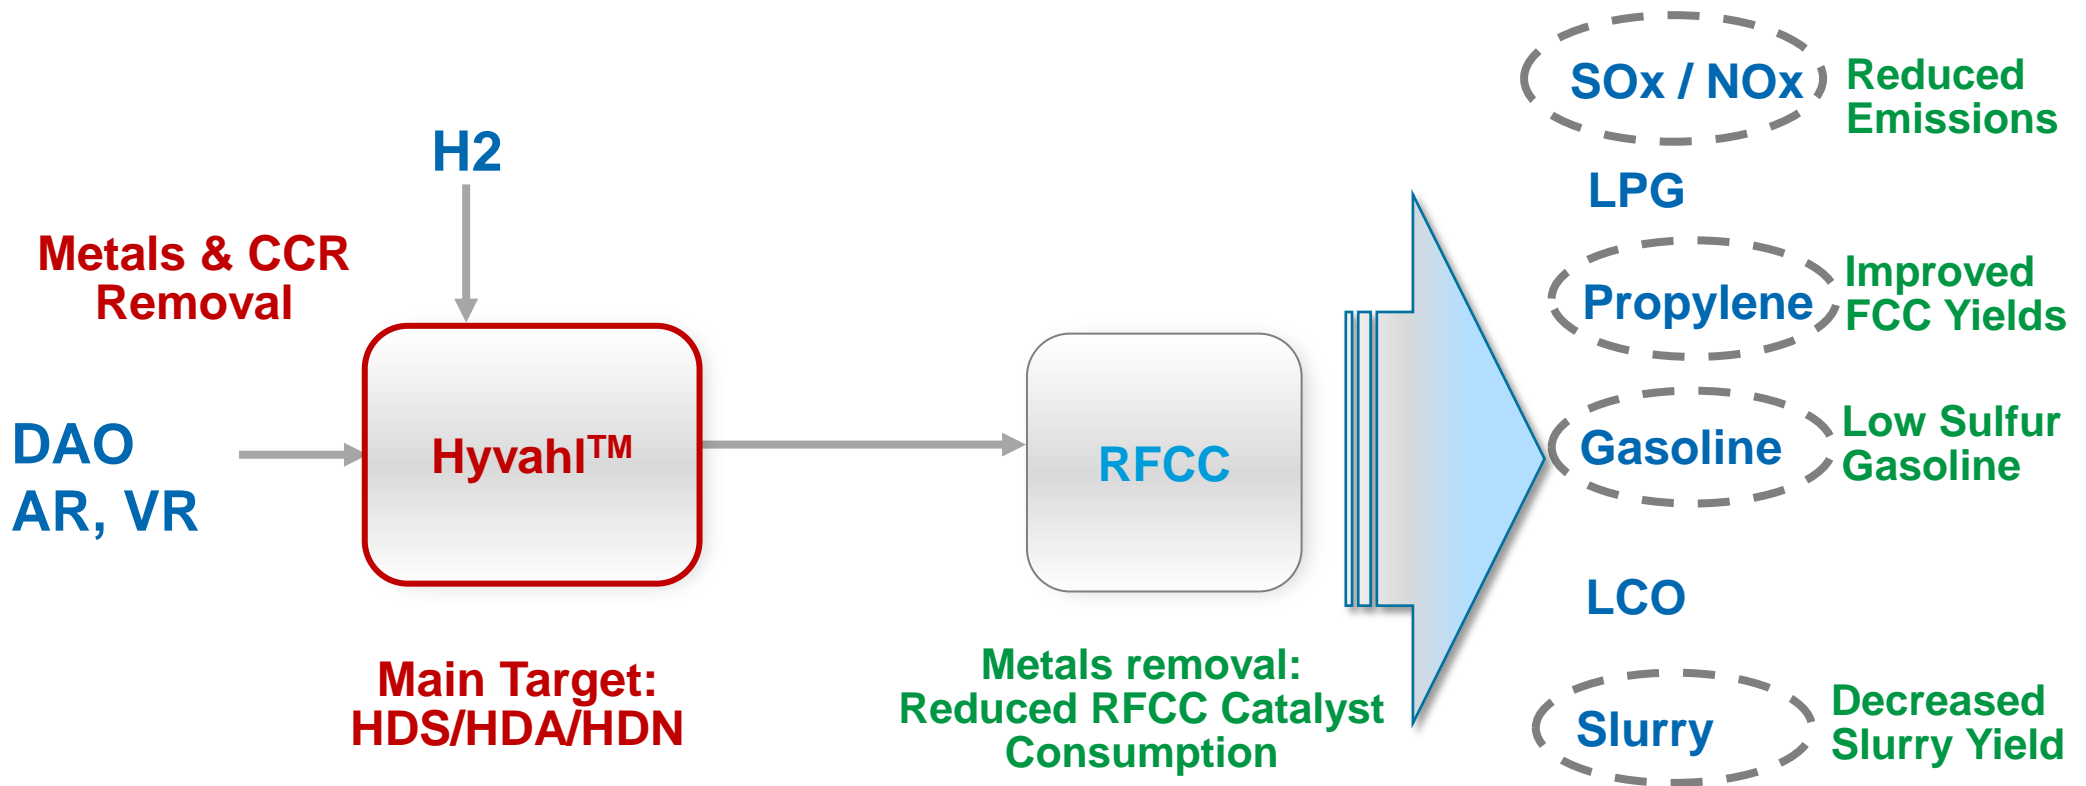 H2
Metals & CCR
Removal
DAO
AR, VR
Hyvahl™
Main Target:
HDS/HDA/HDN
RFCC
Metals removal:
Reduced RFCC Catalyst
Consumption
SOx / NOx
Reduced
Emissions
LPG
Propylene
Improved
FCC Yields
Gasoline
Low Sulfur
Gasoline
LCO
Slurry
Decreased
Slurry Yield